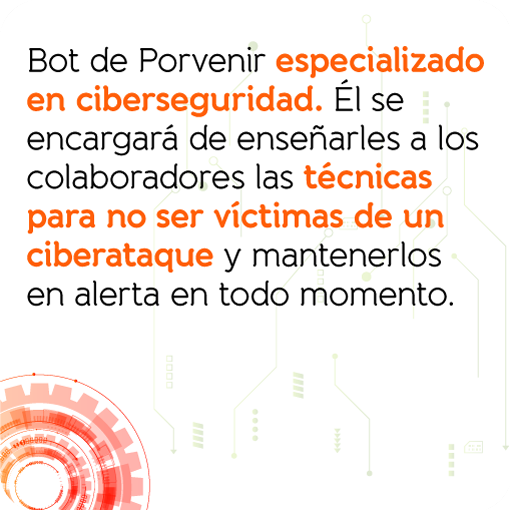 Bot de Porvenir especializado
en ciberseguridad. Él se
encargará de enseñarles a los
colaboradores las técnicas
para no ser víctimas de un
ciberataque y mantenerlos
en alerta en todo momento.